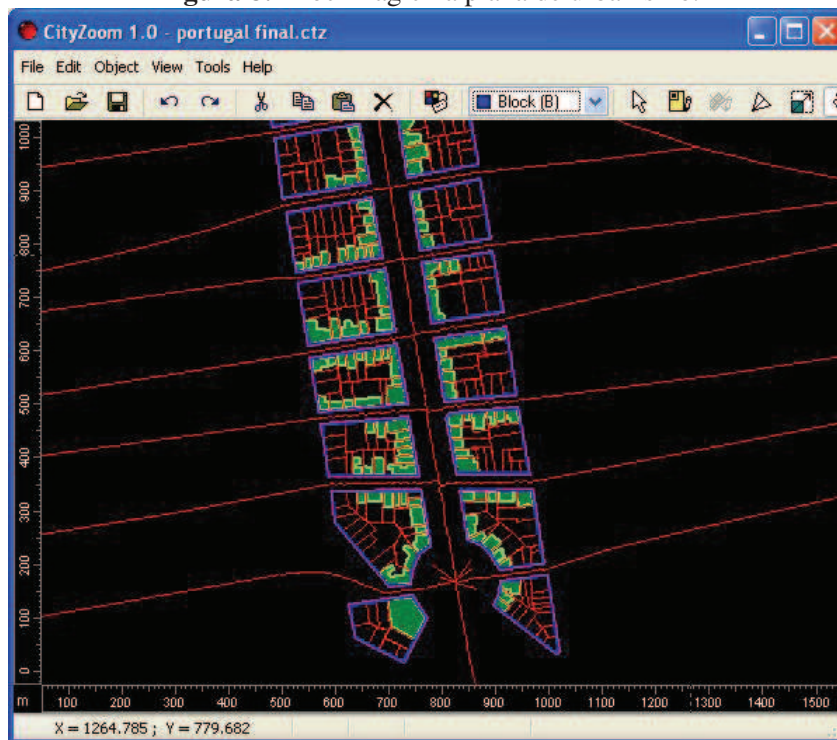 CityZoom 1.0 - portugal final.ctz
File Edit Object View Tools Help
Block (B)
1000
900
800
700
600
500
400
300
200
100
0
m 100 200 300 400 500 600 700 800 900 1000 1100 1200 1300 1400 1500
X = 1264.785 ; Y = 779.682